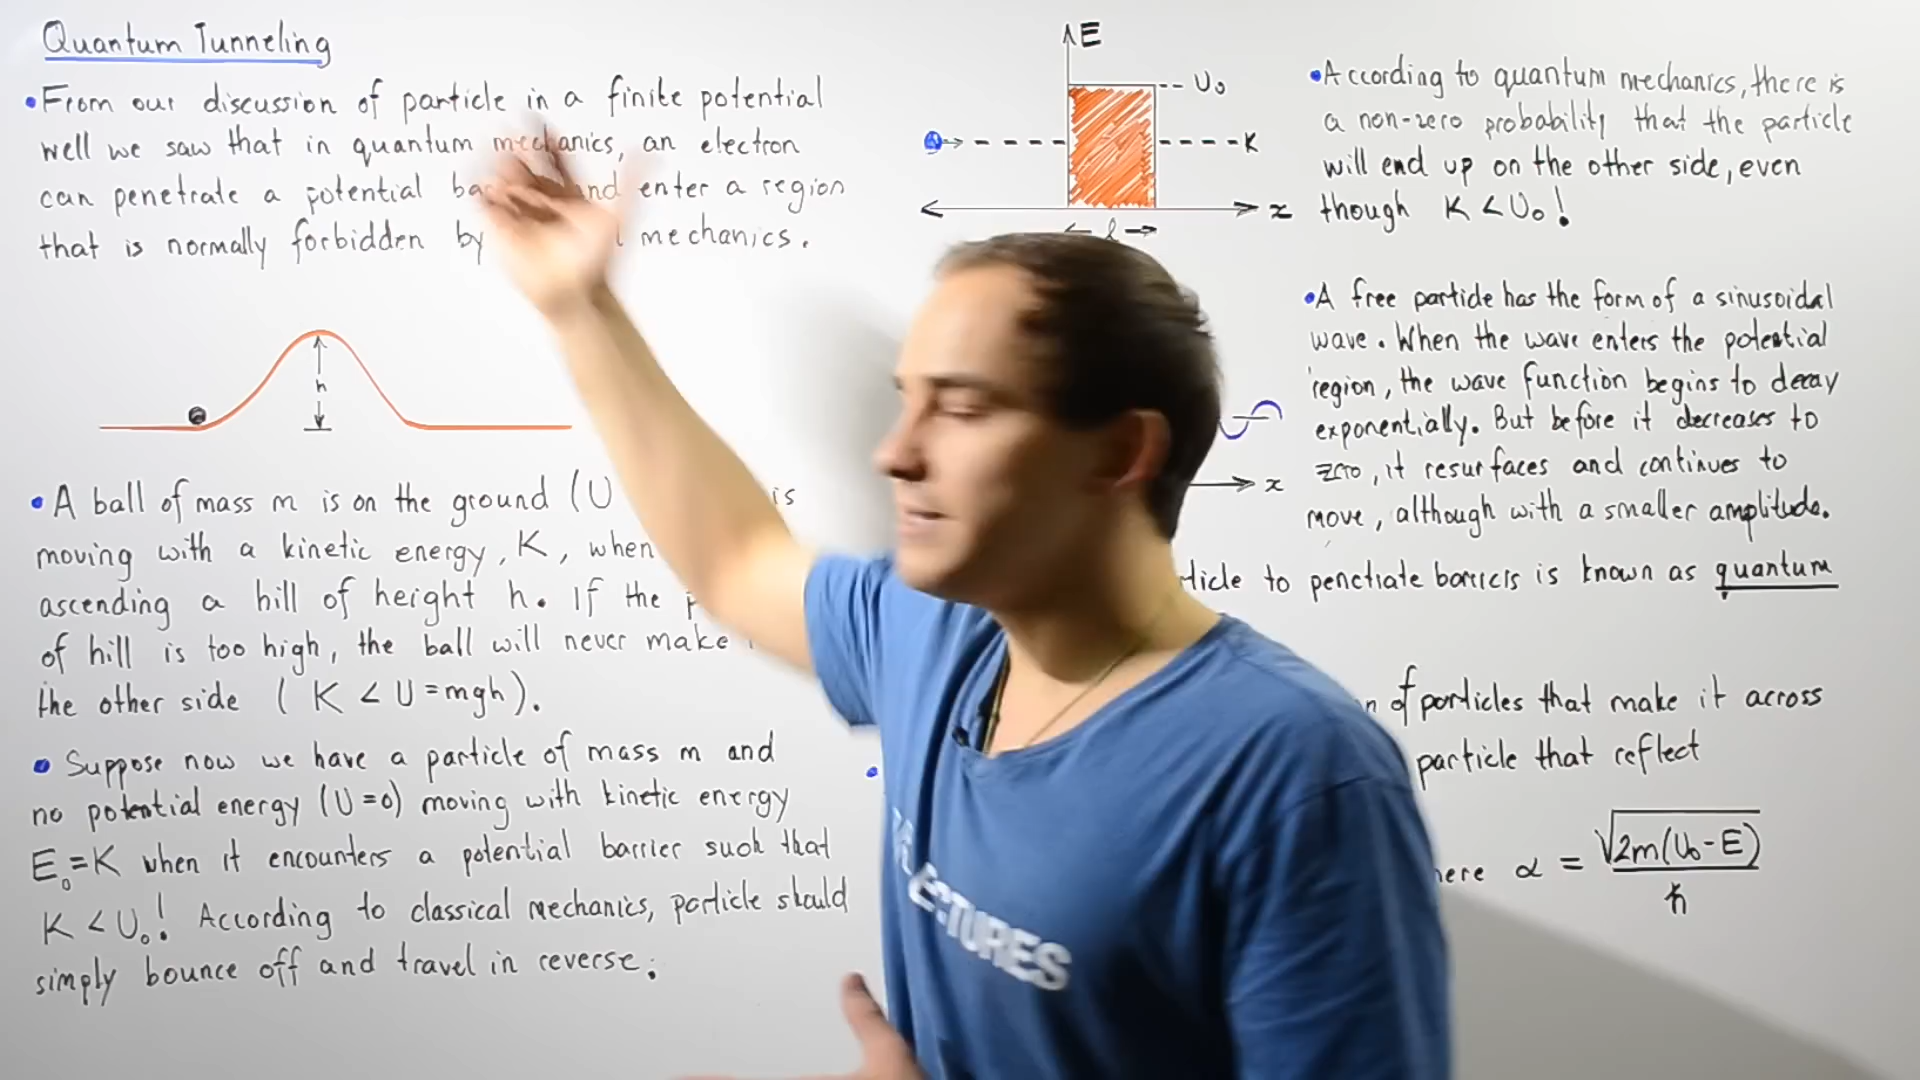 Quantum Tunneling
• From our discussion of particle in a finite potential
well we saw that in quantum mechanics, an electron
can penetrate a potential and enter a region
that is normally forbidden by mechanics.
h
• A ball of mass m is on the ground (U is
moving with a kinetic energy, K, when
ascending a hill of height h. If the
of hill is too high, the ball will never make
the other side ( K < U = mgh ).
• Suppose now we have a particle of mass m and
no potential energy (U = 0) moving with kinetic energy
E₀ = K when it encounters a potential barrier such that
K < U₀! According to classical mechanics, particle should
simply bounce off and travel in reverse.
E
U₀
K
x
l
x
• According to quantum mechanics, there is
a non-zero probability that the particle
will end up on the other side, even
though K < U₀!
• A free particle has the form of a sinusoidal
wave. When the wave enters the potential
region, the wave function begins to decay
exponentially. But before it decreases to
zero, it resurfaces and continues to
move, although with a smaller amplitude.
to penetrate barriers is known as quantum
of particles that make it across
particle that reflect
α = √2m(U₀-E) / ħ
LECTURES